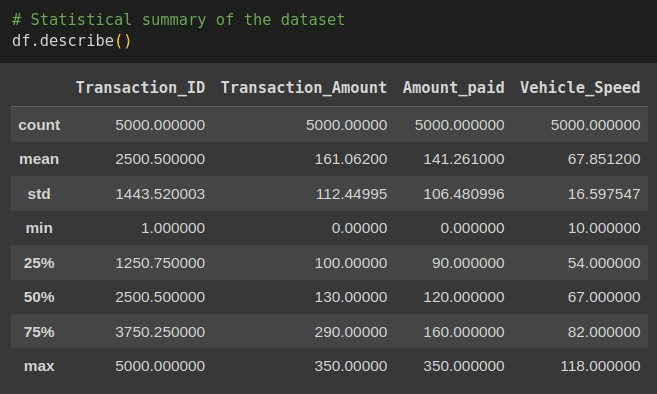 # Statistical summary of the dataset
df.describe()
Transaction_ID Transaction_Amount Amount_paid Vehicle_Speed
count 5000.000000 5000.00000 5000.000000 5000.000000
mean 2500.500000 161.06200 141.261000 67.851200
std 1443.520003 112.44995 106.480996 16.597547
min 1.000000 0.00000 0.000000 10.000000
25% 1250.750000 100.00000 90.000000 54.000000
50% 2500.500000 130.00000 120.000000 67.000000
75% 3750.250000 290.00000 160.000000 82.000000
max 5000.000000 350.00000 350.000000 118.000000